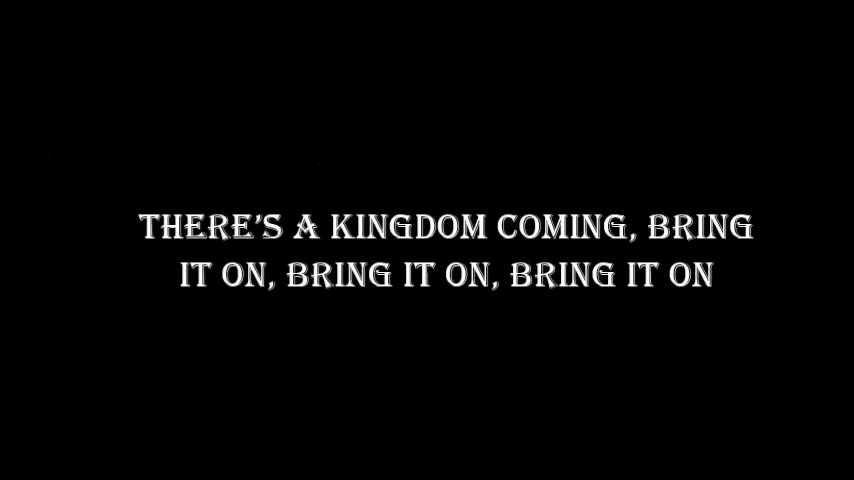 THERE'S A KINGDOM COMING, BRING
IT ON, BRING IT ON, BRING IT ON